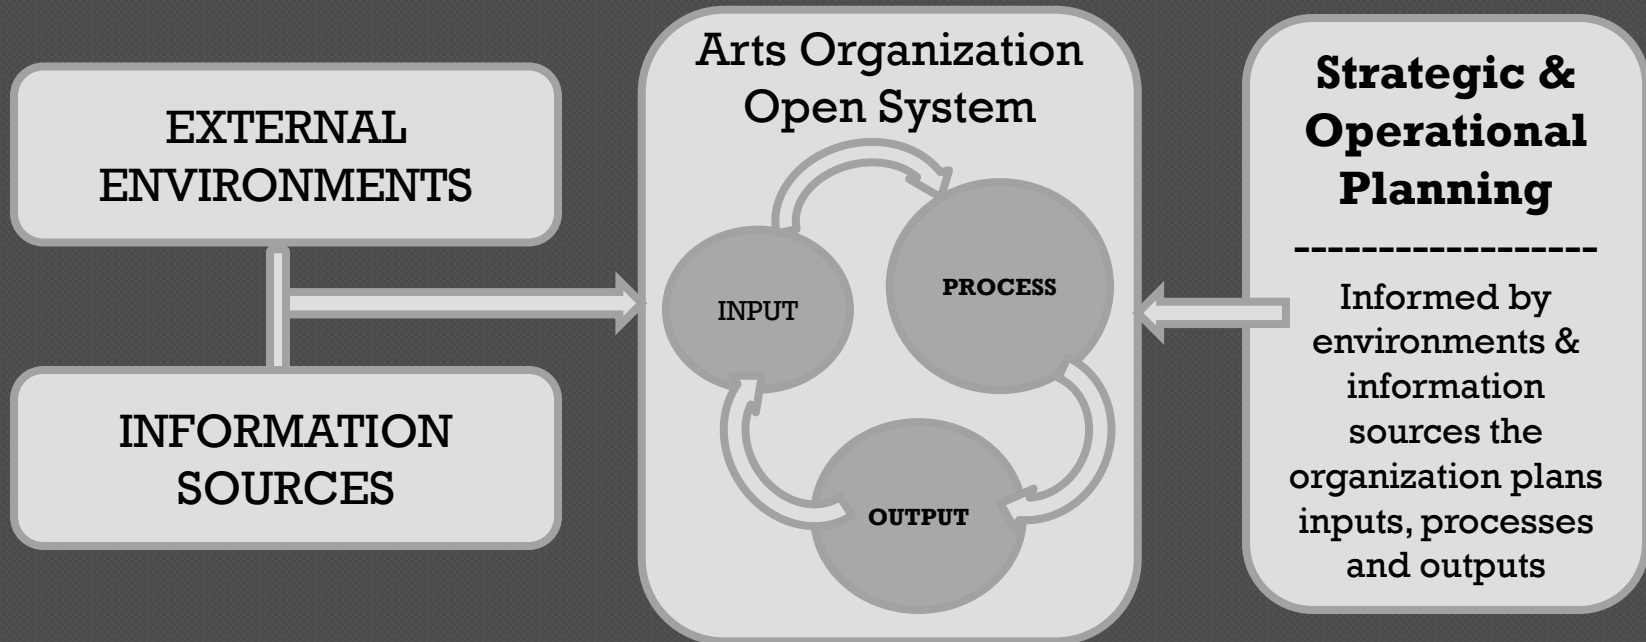 EXTERNAL
ENVIRONMENTS
INFORMATION
SOURCES
Arts Organization
Open System
INPUT
PROCESS
OUTPUT
Strategic &
Operational
Planning
------------------
Informed by
environments &
information
sources the
organization plans
inputs, processes
and outputs